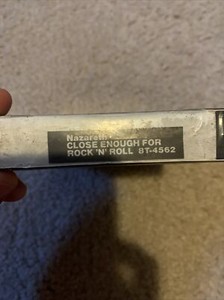 Nazareth
CLOSE ENOUGH FOR
ROCK 'N' ROLL 8T-4562